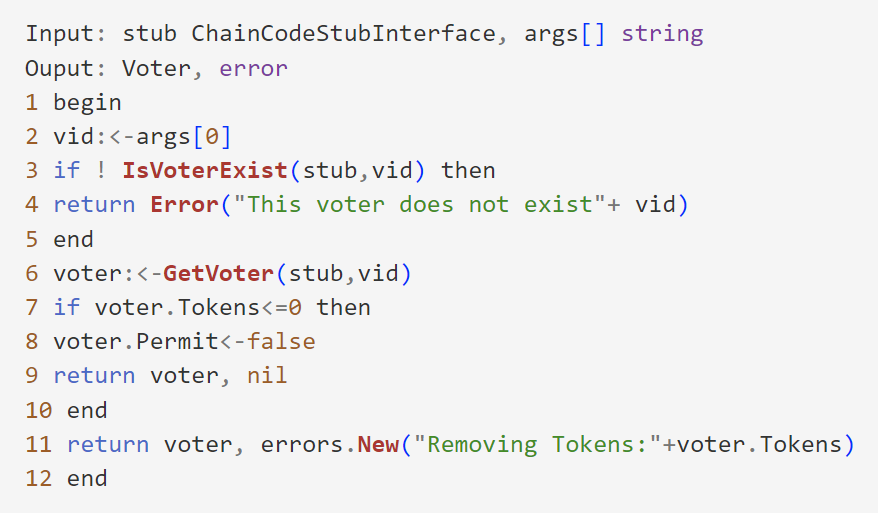 Input: stub ChainCodeStubInterface, args[] string
Ouput: Voter, error
1 begin
2 vid:<-args[0]
3 if ! IsVoterExist(stub,vid) then
4 return Error("This voter does not exist"+ vid)
5 end
6 voter:<-GetVoter(stub,vid)
7 if voter.Tokens<=0 then
8 voter.Permit<-false
9 return voter, nil
10 end
11 return voter, errors.New("Removing Tokens:"+voter.Tokens)
12 end